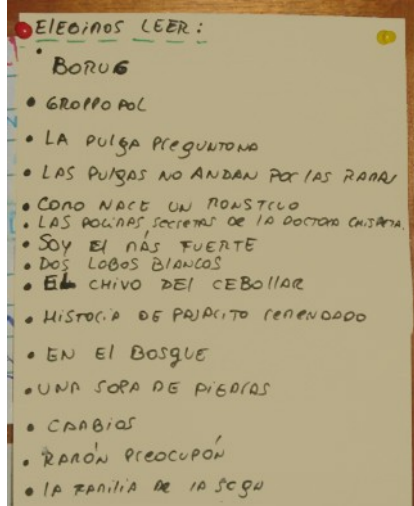 ELEGIMOS LEER:
• BORUG
• GROPPO POL
• LA PULGA PREGUNTONA
• LAS PULGAS NO ANDAN POR LAS RAMAS
• COMO NACE UN MONSTRUO
• LAS POCIMAS SECRETAS DE LA DOCTORA CHISPETA.
• SOY EL MÁS FUERTE
• DOS LOBOS BLANCOS
• EL CHIVO DEL CEBOLLAR
• HISTORIA DE PAJARITO REMENDADO
• EN EL BOSQUE
• UNA SOPA DE PIEDRAS
• CAMBIOS
• RAMÓN PREOCUPÓN
• LA FAMILIA DE LA